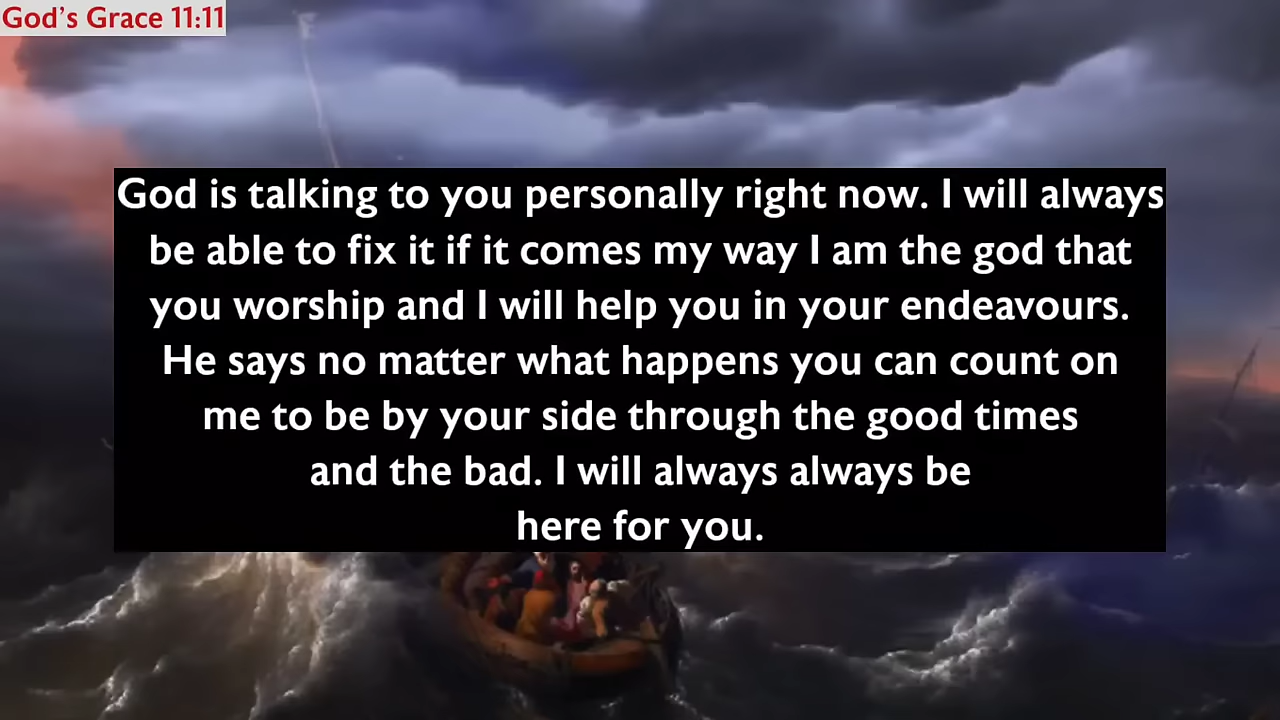 God's Grace 11:11
God is talking to you personally right now. I will always
be able to fix it if it comes my way I am the god that
you worship and I will help you in your endeavours.
He says no matter what happens you can count on
me to be by your side through the good times
and the bad. I will always always be
here for you.